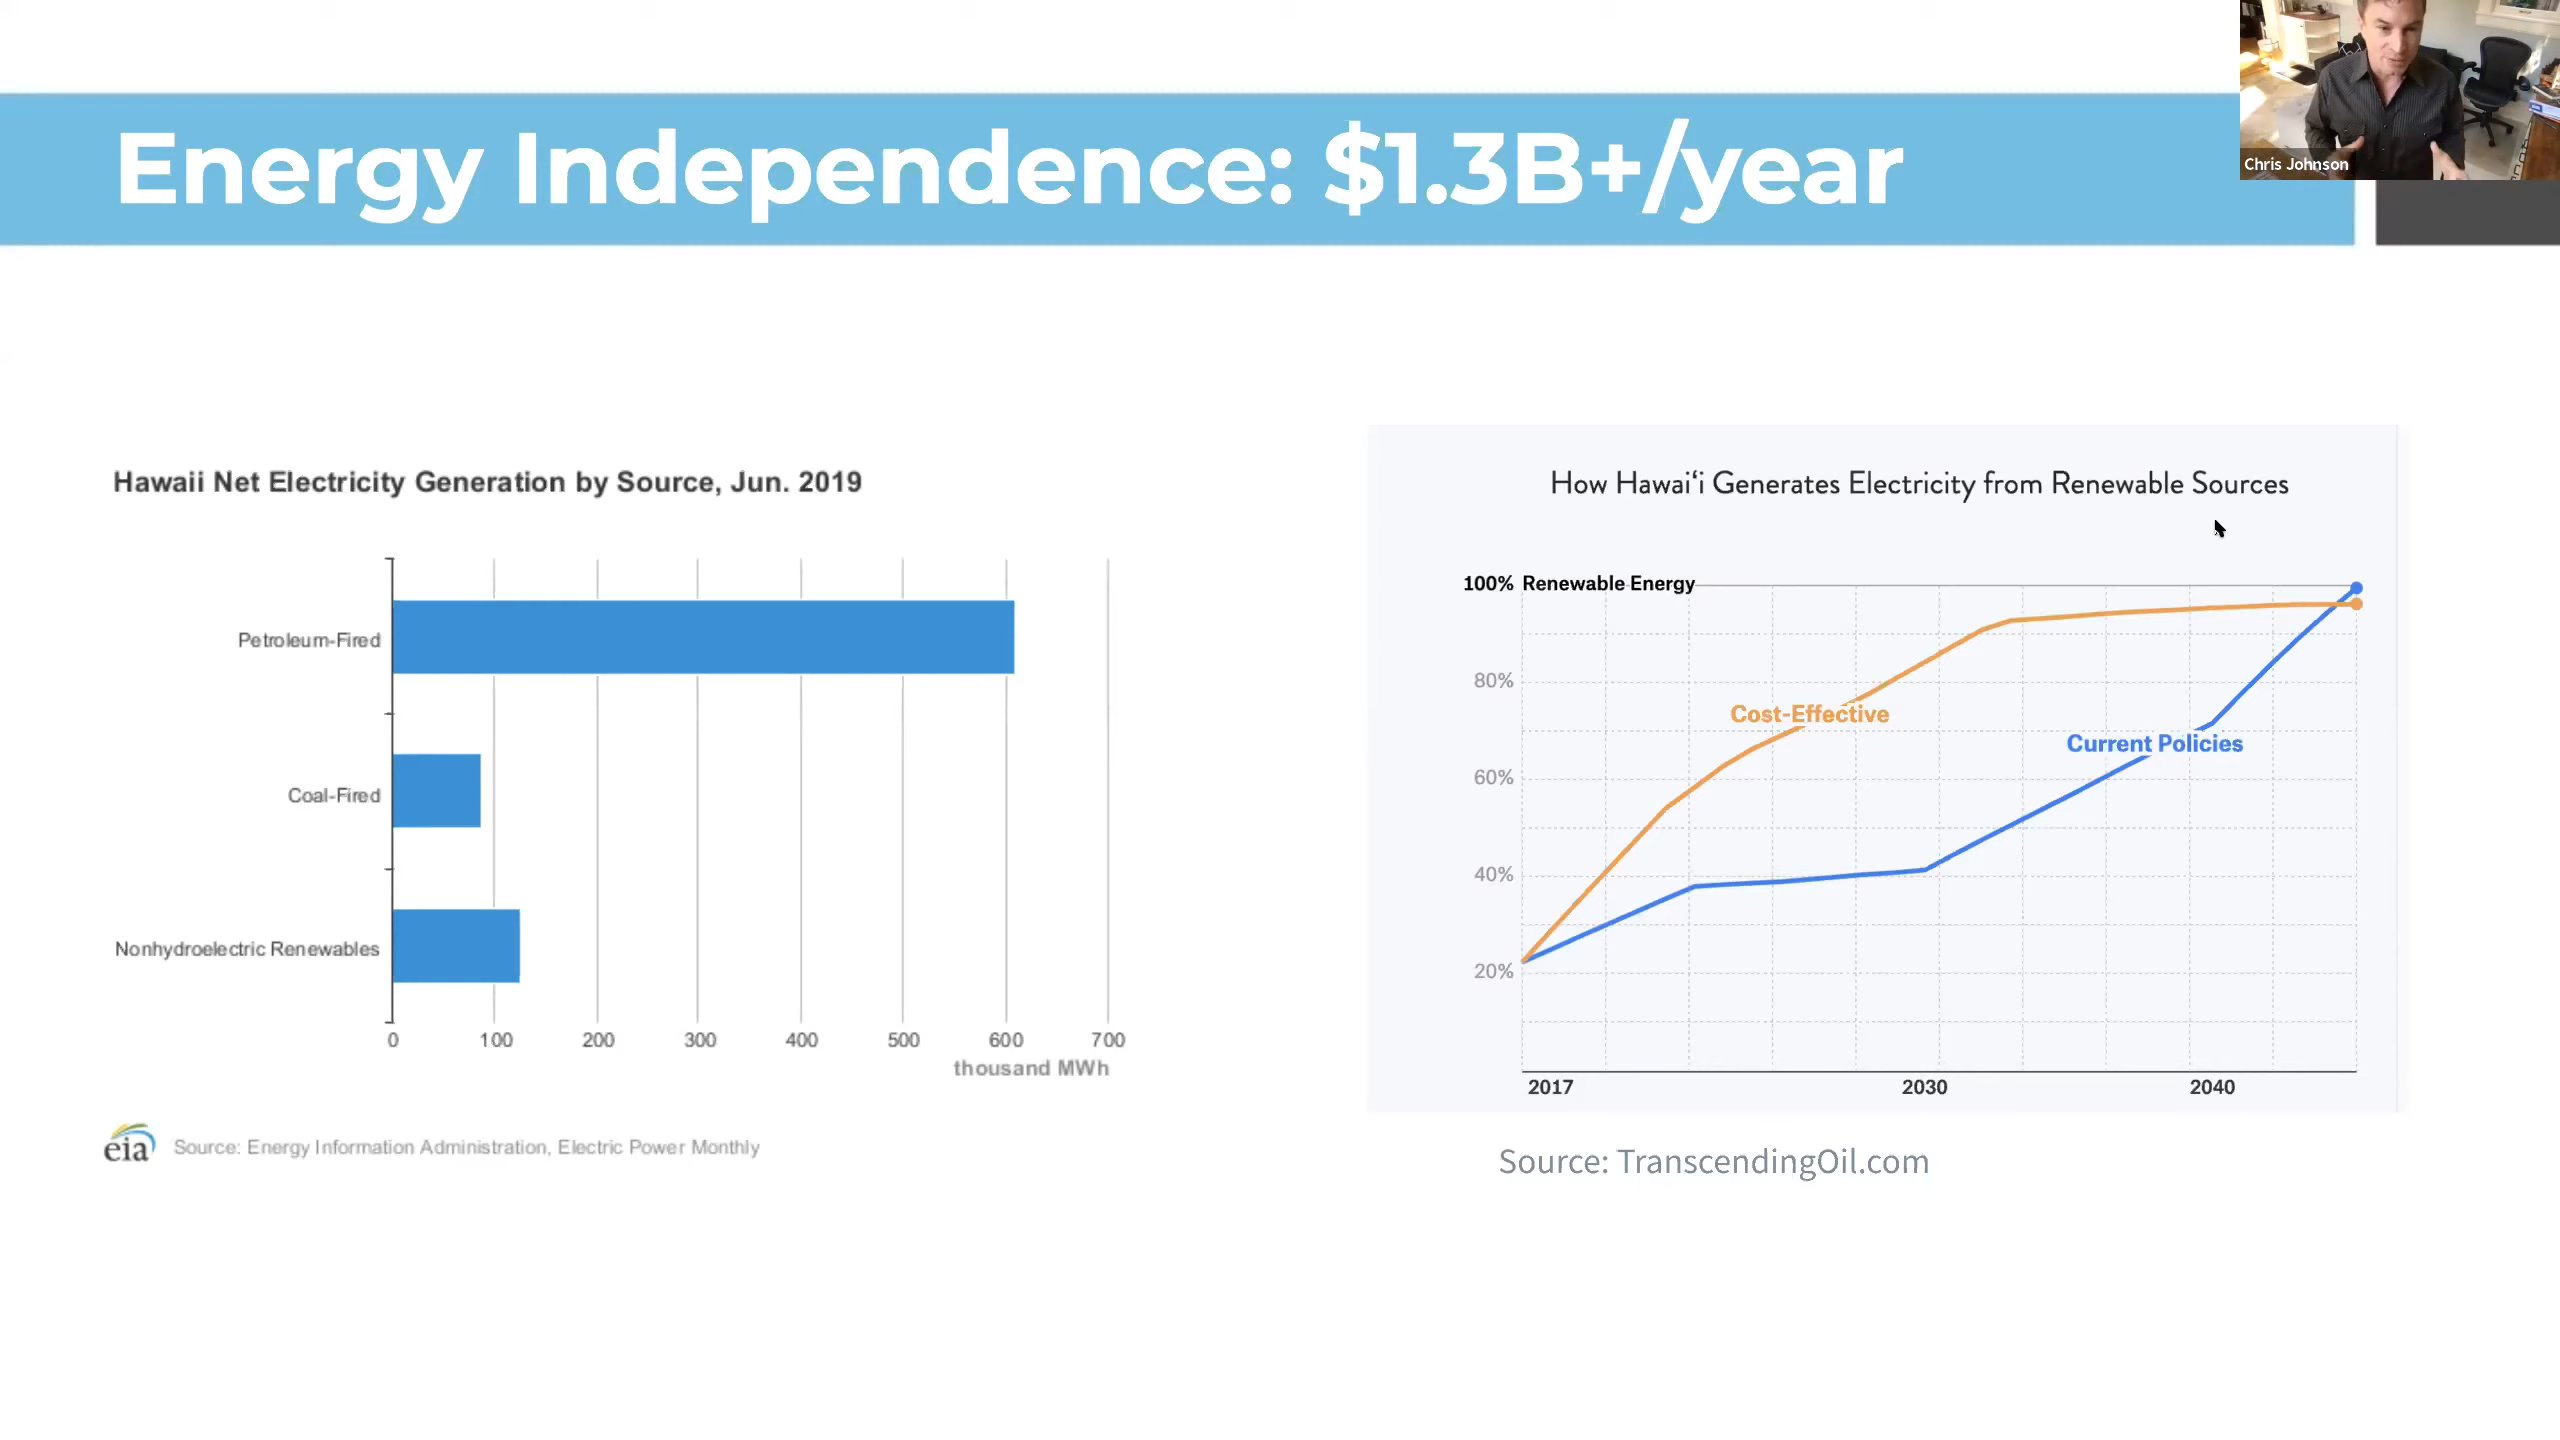 Energy Independence: $1.3B+/year
Chris Johnson
Hawaii Net Electricity Generation by Source, Jun. 2019
Petroleum-Fired
Coal-Fired
Nonhydroelectric Renewables
0 100 200 300 400 500 600 700
thousand MWh
eia Source: Energy Information Administration, Electric Power Monthly
How Hawaiʻi Generates Electricity from Renewable Sources
100% Renewable Energy
80%
Cost-Effective
Current Policies
60%
40%
20%
2017 2030 2040
Source: TranscendingOil.com